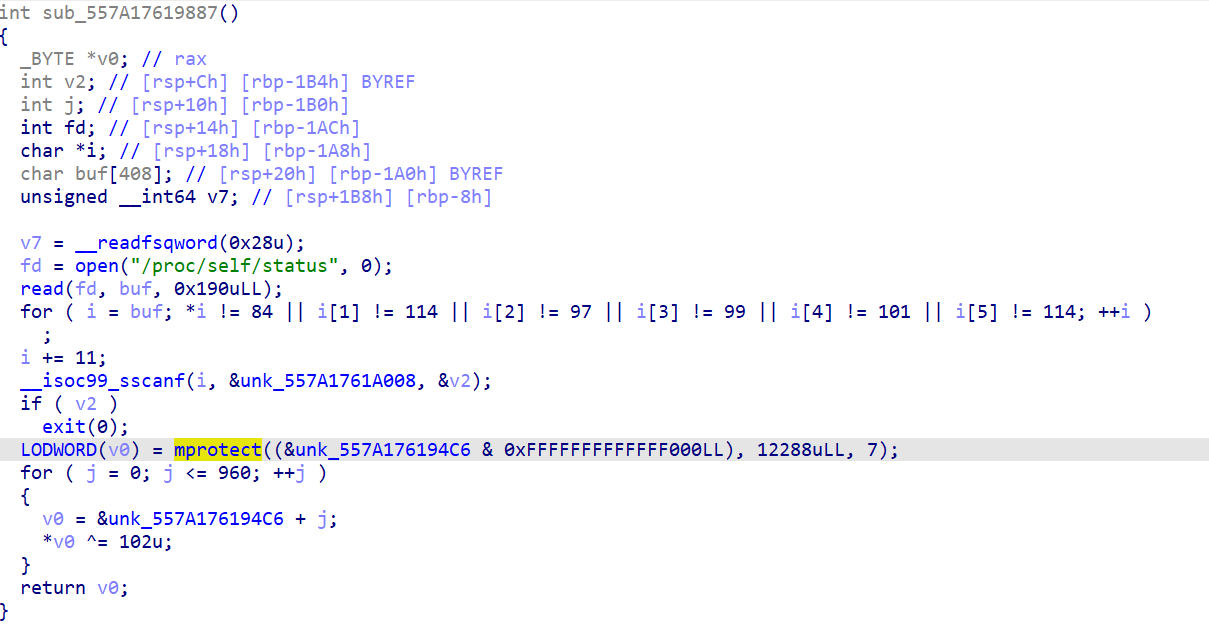 int sub_557A17619887()
{
  _BYTE *v0; // rax
  int v2; // [rsp+Ch] [rbp-1B4h] BYREF
  int j; // [rsp+10h] [rbp-1B0h]
  int fd; // [rsp+14h] [rbp-1ACh]
  char *i; // [rsp+18h] [rbp-1A8h]
  char buf[408]; // [rsp+20h] [rbp-1A0h] BYREF
  unsigned __int64 v7; // [rsp+1B8h] [rbp-8h]

  v7 = __readfsqword(0x28u);
  fd = open("/proc/self/status", 0);
  read(fd, buf, 0x190uLL);
  for ( i = buf; *i != 84 || i[1] != 114 || i[2] != 97 || i[3] != 99 || i[4] != 101 || i[5] != 114; ++i )
    ;
  i += 11;
  __isoc99_sscanf(i, &unk_557A1761A008, &v2);
  if ( v2 )
    exit(0);
  LODWORD(v0) = mprotect((&unk_557A176194C6 & 0xFFFFFFFFFFFFF000LL), 12288uLL, 7);
  for ( j = 0; j <= 960; ++j )
  {
    v0 = &unk_557A176194C6 + j;
    *v0 ^= 102u;
  }
  return v0;
}